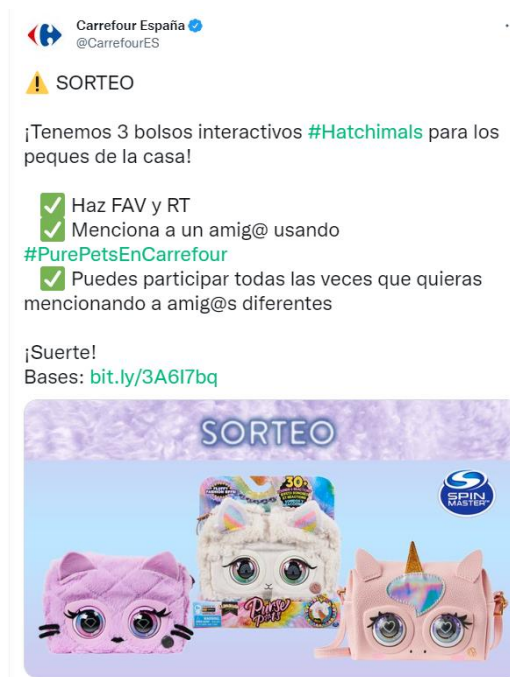 Carrefour España
@CarrefourES
⚠️ SORTEO
¡Tenemos 3 bolsos interactivos #Hatchimals para los
peques de la casa!
✅ Haz FAV y RT
✅ Menciona a un amig@ usando
#PurePetsEnCarrefour
✅ Puedes participar todas las veces que quieras
mencionando a amig@s diferentes
¡Suerte!
Bases: bit.ly/3A6I7bq
SORTEO
30+
SPIN
MASTER
Purse
Pets